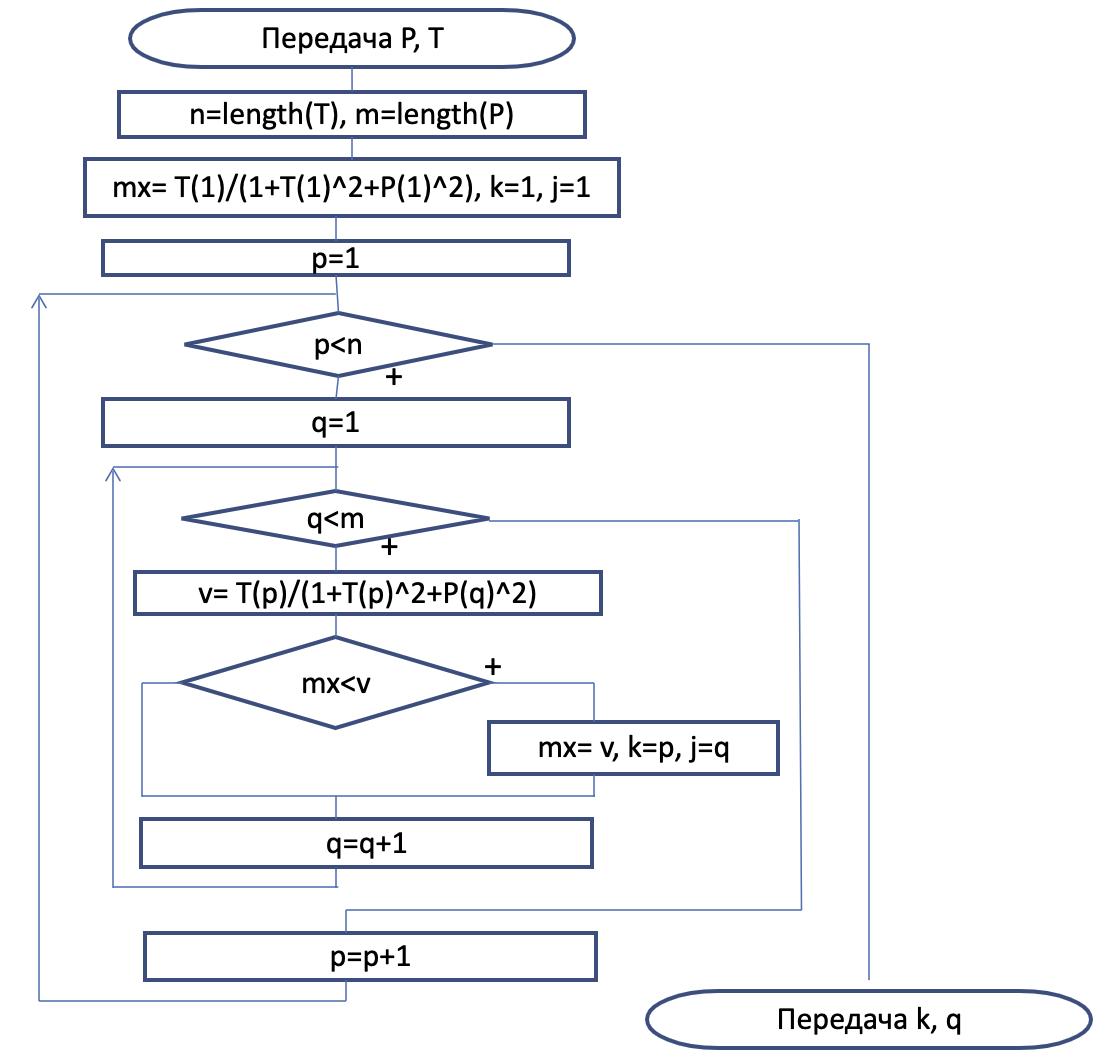 Передача P, T
n=length(T), m=length(P)
mx= T(1)/(1+T(1)^2+P(1)^2), k=1, j=1
p=1
p<n
+
q=1
q<m
+
v= T(p)/(1+T(p)^2+P(q)^2)
+
mx<v
mx= v, k=p, j=q
q=q+1
p=p+1
Передача k, q